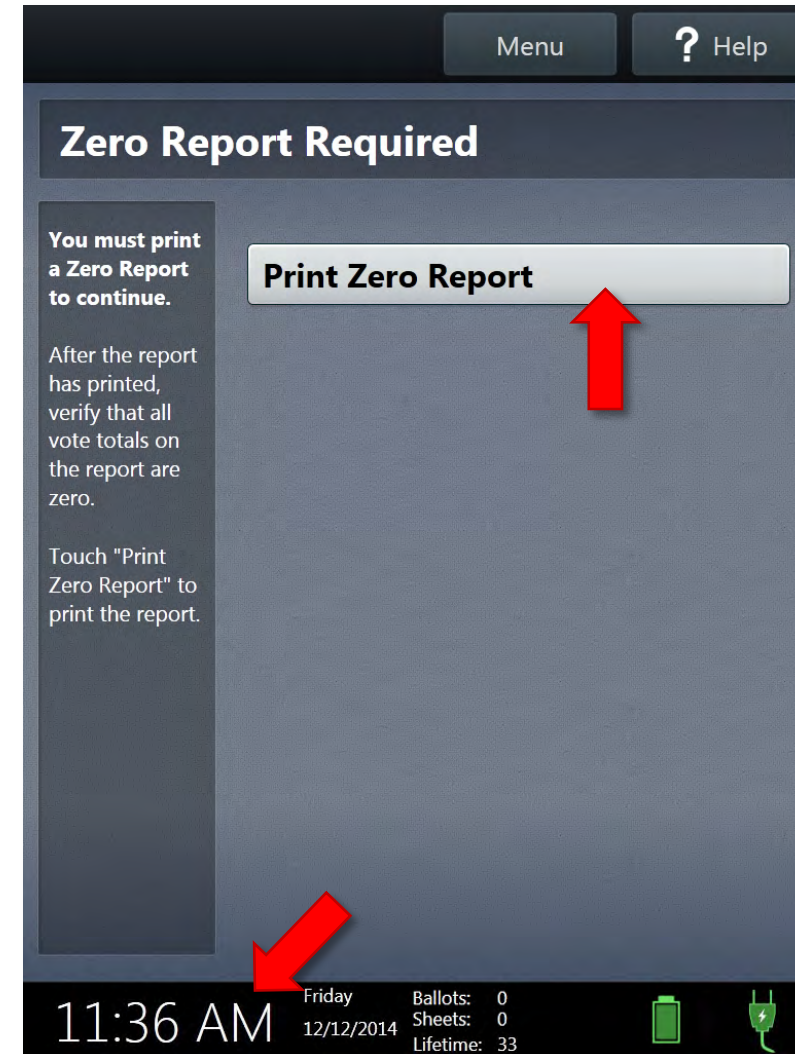 Menu
? Help
Zero Report Required
You must print
a Zero Report
to continue.
After the report
has printed,
verify that all
vote totals on
the report are
zero.
Touch "Print
Zero Report" to
print the report.
Print Zero Report
11:36 AM
Friday
12/12/2014
Ballots: 0
Sheets: 0
Lifetime: 33